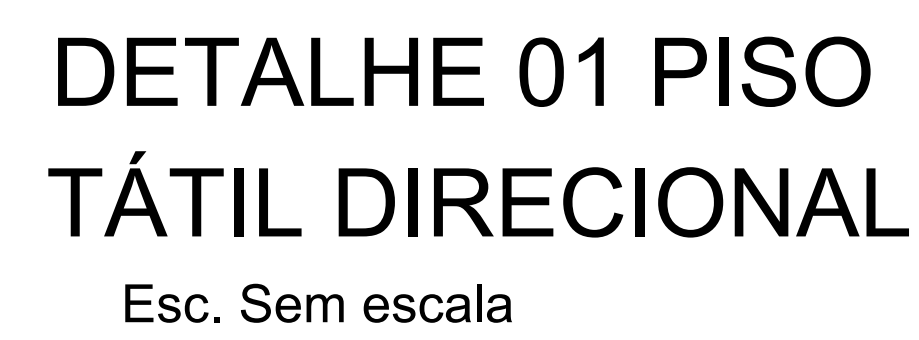 DETALHE 01 PISO
TÁTIL DIRECIONAL
Esc. Sem escala